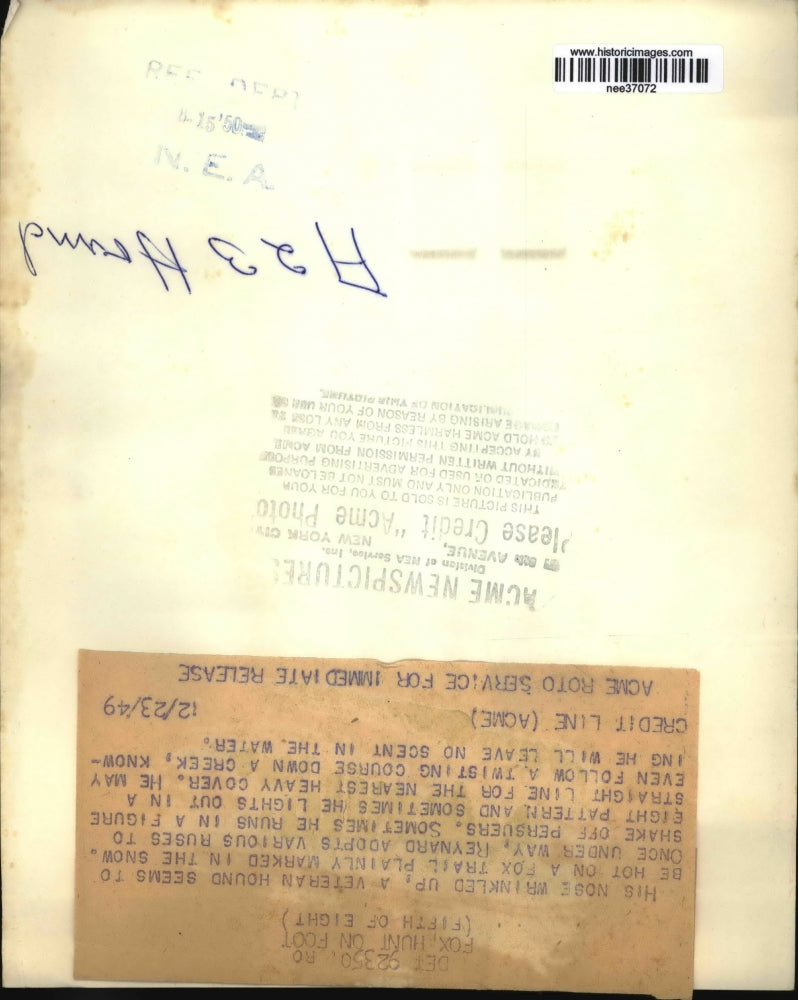 www.historicimages.com
nee37072
REF DEPT
N. E. A.
A23 Hound
ACME NEWSPICTURES
Division of NEA Service, Inc.
8th AVENUE, NEW YORK CITY
Please Credit "Acme Photo
THIS PICTURE IS SOLD TO YOU FOR YOUR
PUBLICATION ONLY AND MUST NOT BE LOANED
OR USED FOR ADVERTISING PURPOSE
WITHOUT WRITTEN PERMISSION FROM ACME
BY ACCEPTING THIS PICTURE YOU AGREE
TO HOLD ACME HARMLESS FROM ANY LOSS
ARISING BY REASON OF YOUR
PUBLICATION OF THIS PICTURE.
DET 92350, RO
FOX HUNT ON FOOT
(FIFTH OF EIGHT)
HIS NOSE WRINKLED UP, A VETERAN HOUND SEEMS TO
BE HOT ON A FOX TRAIL PLAINLY MARKED IN THE SNOW.
ONCE UNDER WAY, REYNARD ADOPTS VARIOUS RUSES TO
SHAKE OFF PERSUERS. SOMETIMES HE RUNS IN A FIGURE
EIGHT PATTERN AND SOMETIMES HE LIGHTS OUT IN A
STRAIGHT LINE FOR THE NEAREST HEAVY COVER. HE MAY
EVEN FOLLOW A TWISTING COURSE DOWN A CREEK, KNOW-
ING HE WILL LEAVE NO SCENT IN THE WATER.
CREDIT LINE (ACME) 12/23/49
ACME ROTO SERVICE FOR IMMEDIATE RELEASE